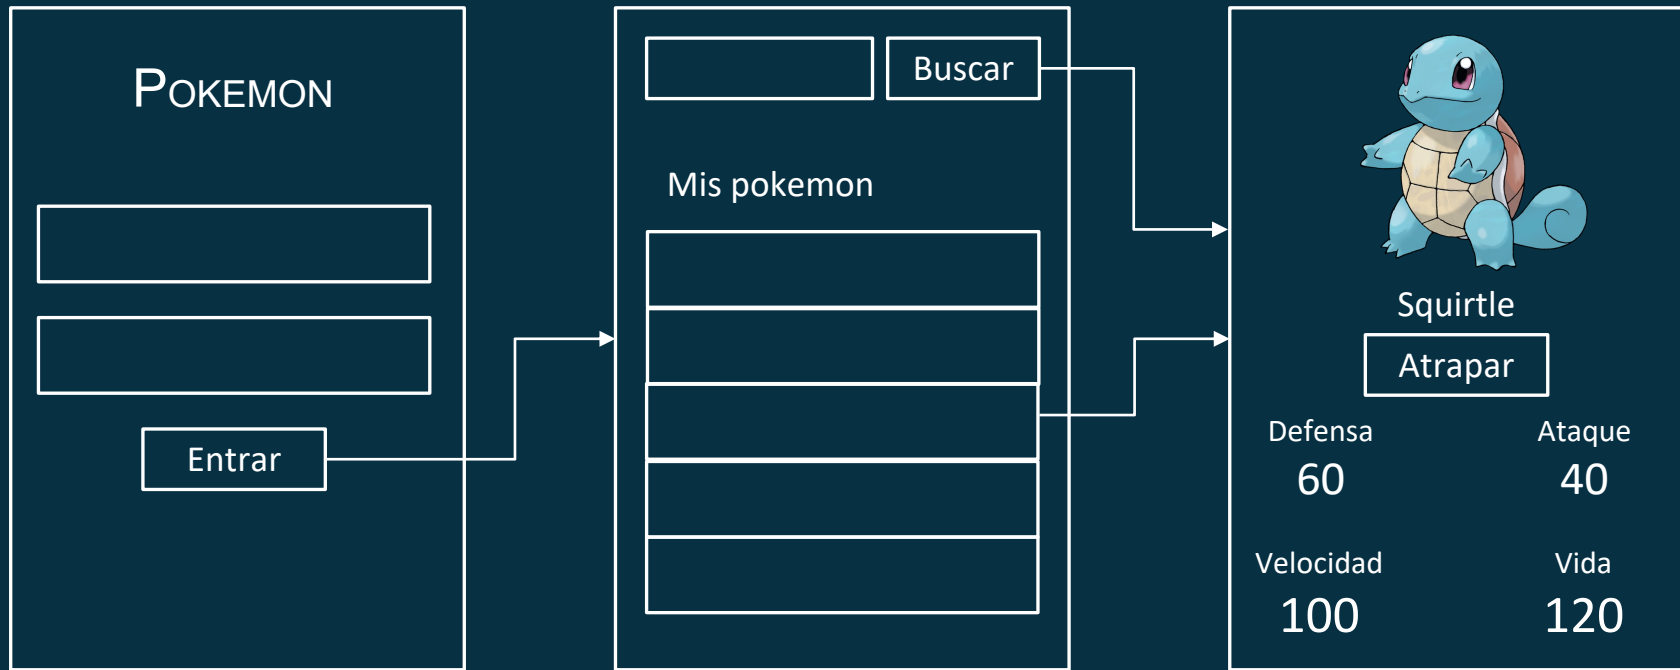 POKEMON
Entrar
Buscar
Mis pokemon
Squirtle
Atrapar
Defensa
Ataque
60
40
Velocidad
Vida
100
120